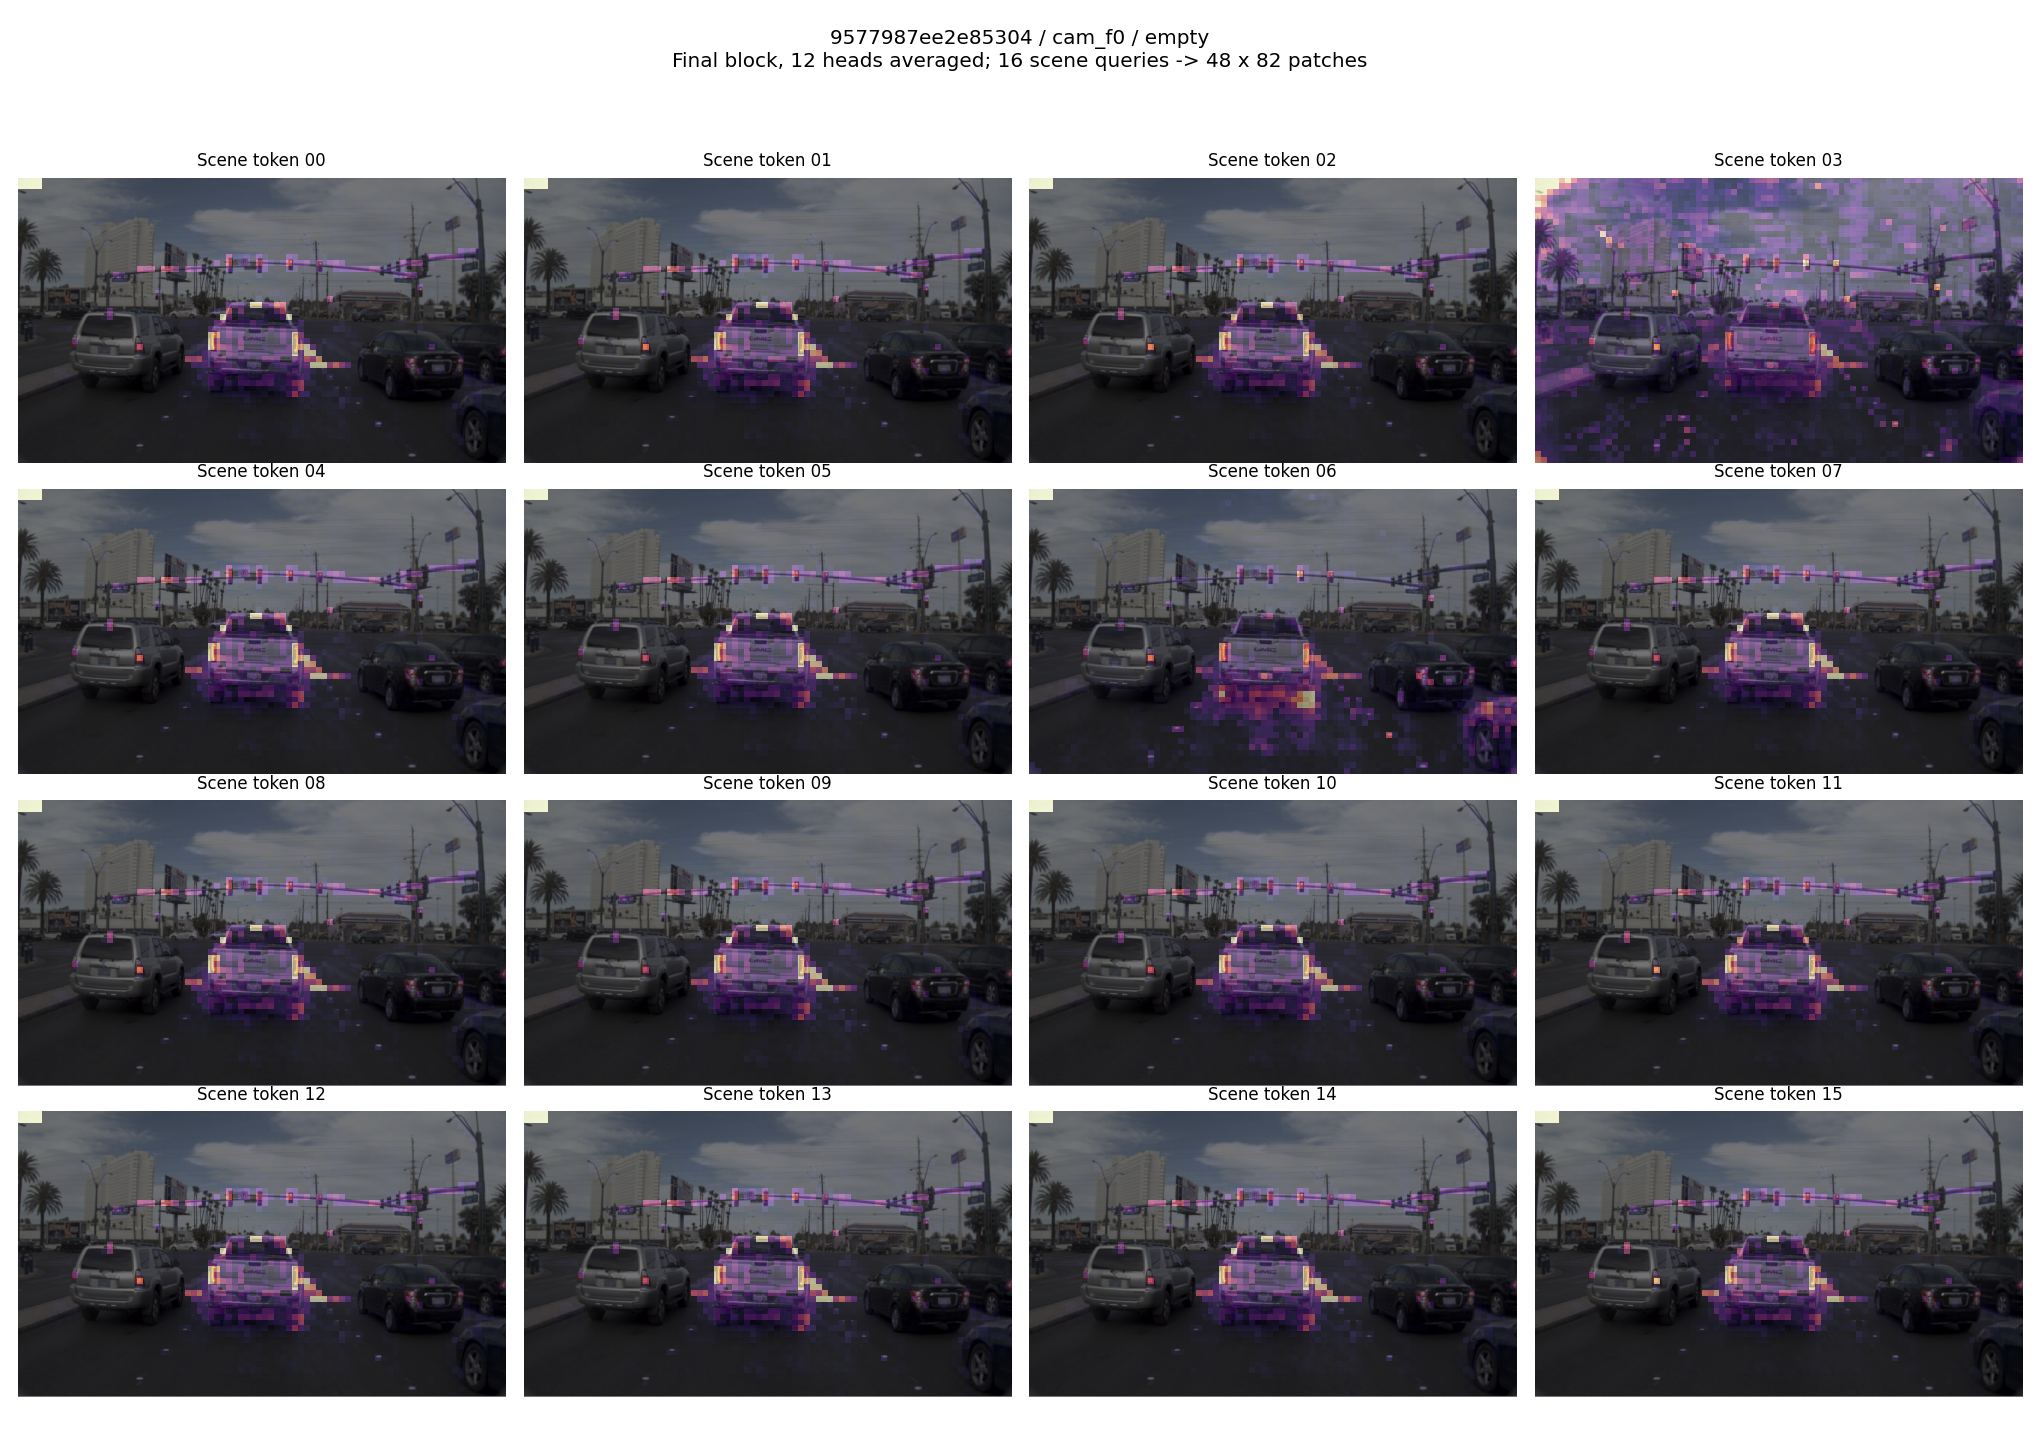 9577987ee2e85304 / cam_f0 / empty
Final block, 12 heads averaged; 16 scene queries -> 48 x 82 patches
Scene token 00
Scene token 01
Scene token 02
Scene token 03
Scene token 04
Scene token 05
Scene token 06
Scene token 07
Scene token 08
Scene token 09
Scene token 10
Scene token 11
Scene token 12
Scene token 13
Scene token 14
Scene token 15